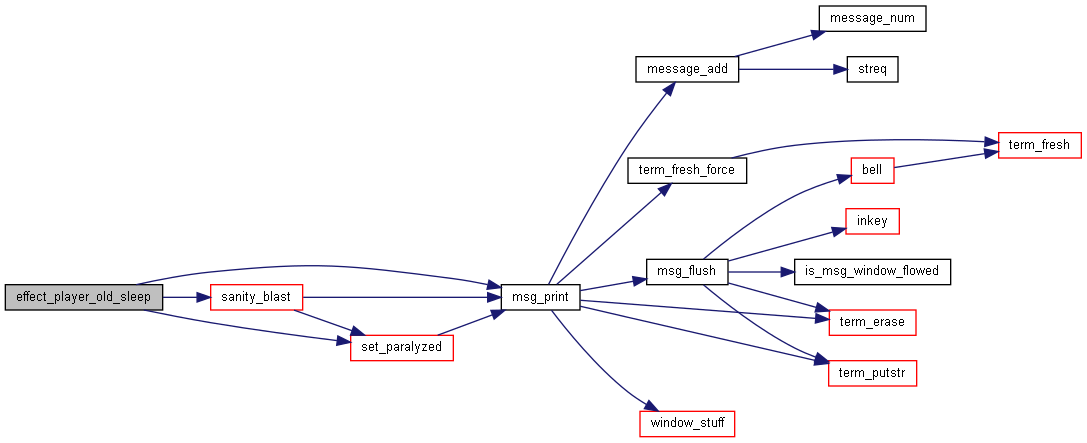 message_num
message_add
streq
term_fresh
term_fresh_force
bell
inkey
msg_flush
is_msg_window_flowed
effect_player_old_sleep
sanity_blast
msg_print
term_erase
set_paralyzed
term_putstr
window_stuff